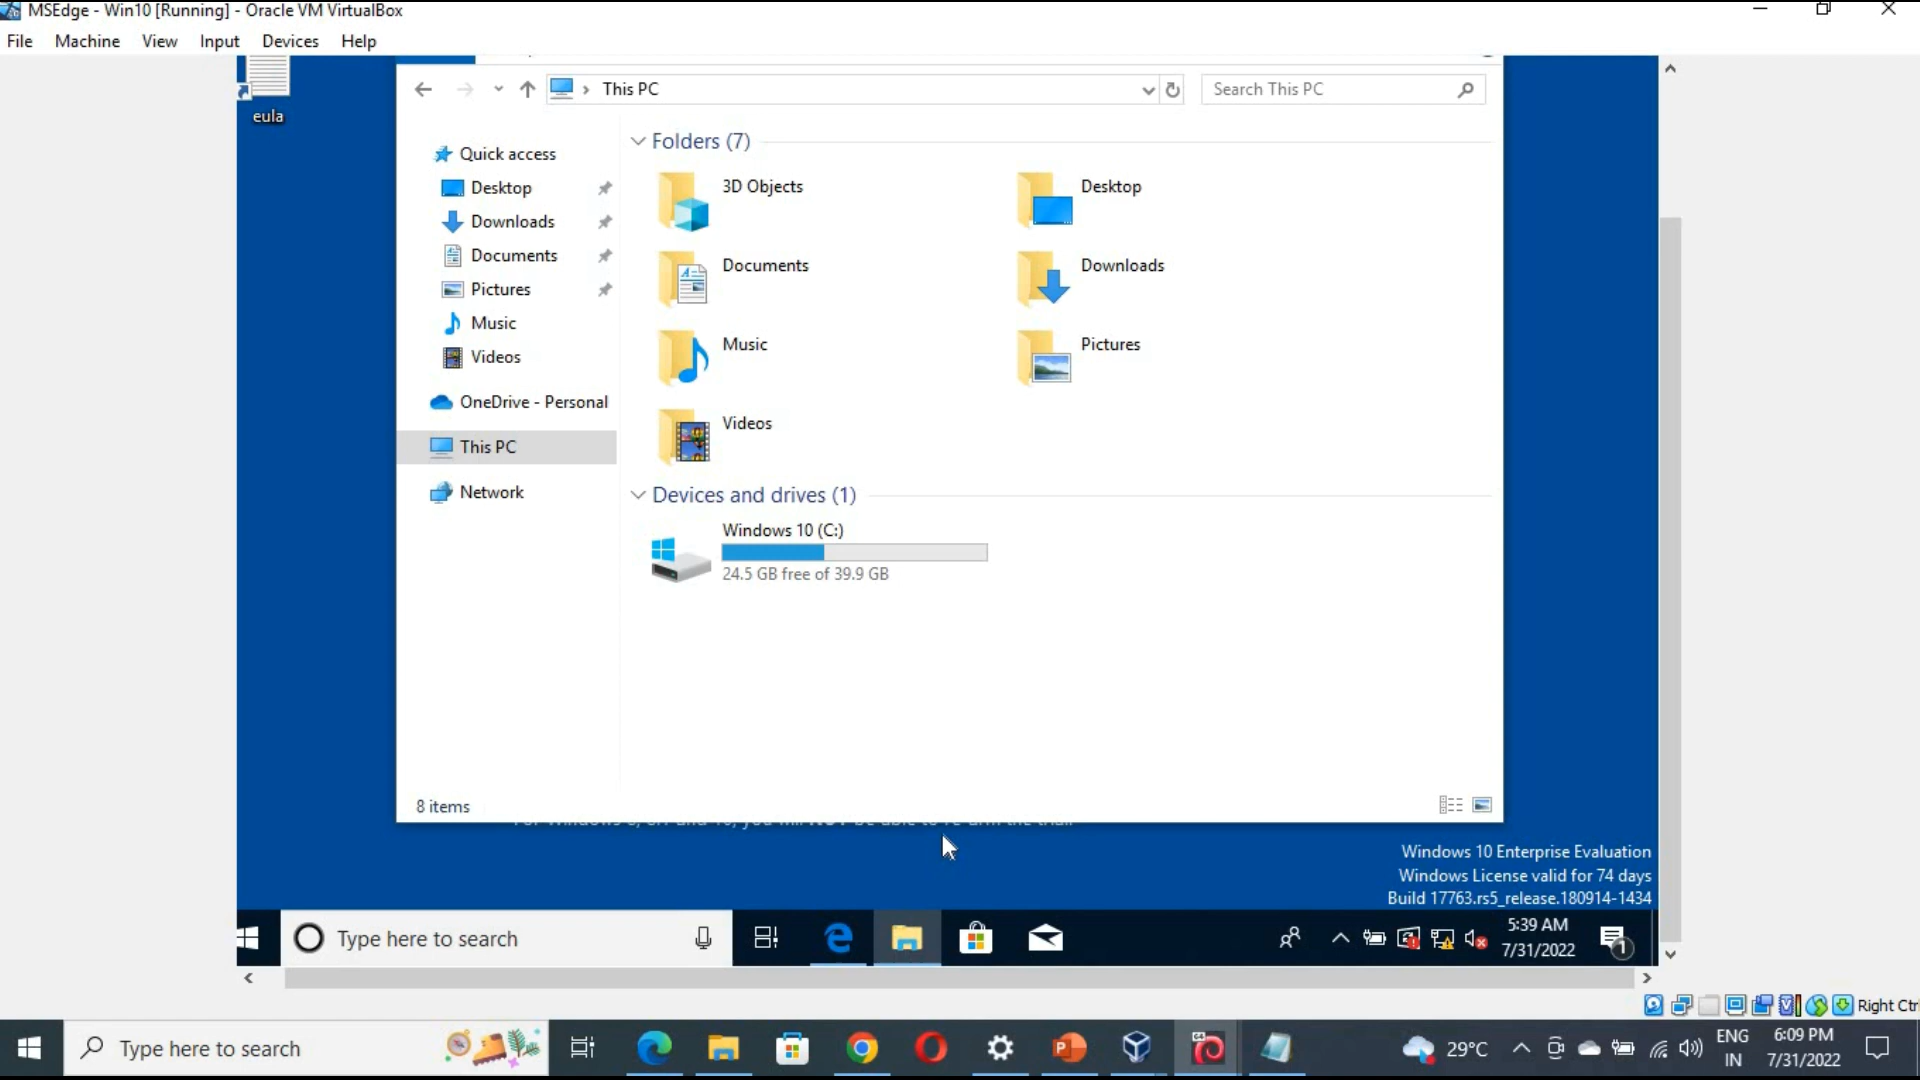 MSEdge - Win10 [Running] - Oracle VM VirtualBox
File Machine View Input Devices Help
eula
This PC
Search This PC
Quick access
Desktop
Downloads
Documents
Pictures
Music
Videos
OneDrive - Personal
This PC
Network
Folders (7)
3D Objects
Desktop
Documents
Downloads
Music
Pictures
Videos
Devices and drives (1)
Windows 10 (C:)
24.5 GB free of 39.9 GB
8 items
Windows 10 Enterprise Evaluation
Windows License valid for 74 days
Build 17763.rs5_release.180914-1434
Type here to search
5:39 AM
7/31/2022
1
Right Ctr
Type here to search
29°C
ENG
IN
6:09 PM
7/31/2022